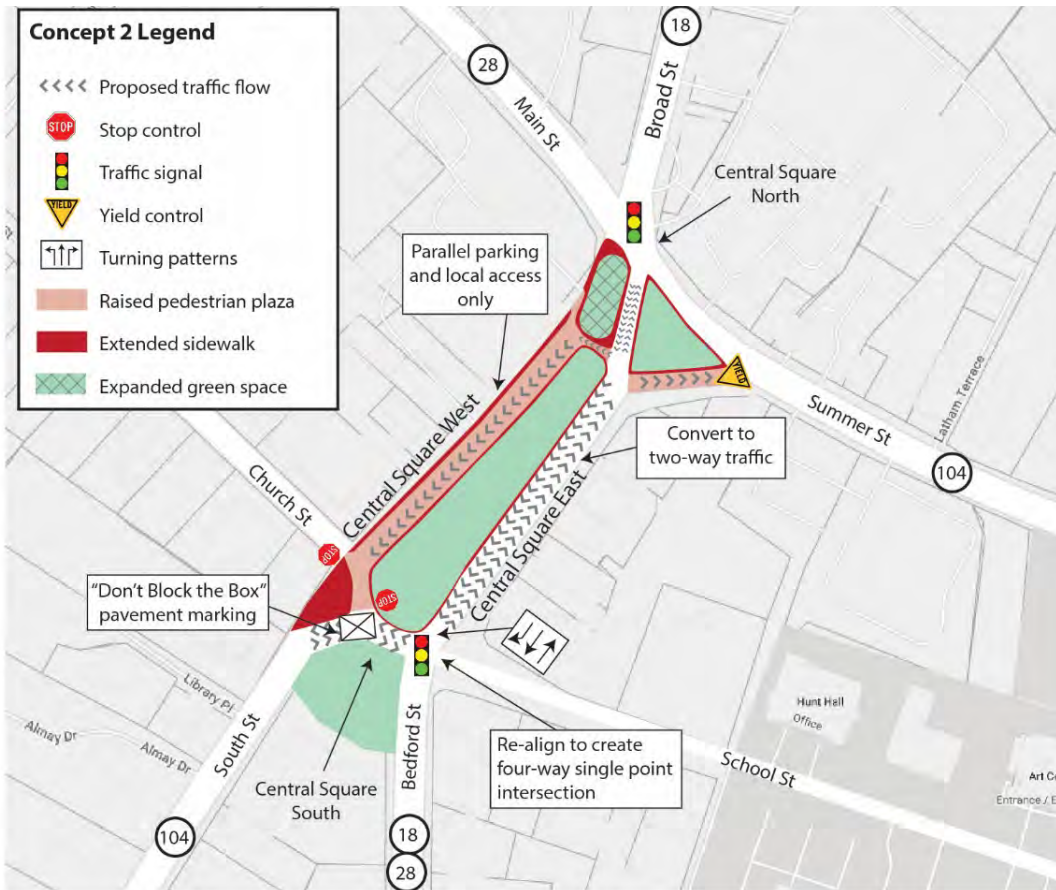 Concept 2 Legend
Proposed traffic flow
STOP
Stop control
Traffic signal
YIELD
Yield control
Turning patterns
Raised pedestrian plaza
Extended sidewalk
Expanded green space
18
28
Broad St
Main St
Central Square
North
Parallel parking
and local access
only
YIELD
Summer St
Latham Terrace
104
Convert to
two-way traffic
Central Square West
Central Square East
Church St
STOP
"Don't Block the Box"
pavement marking
STOP
Library Pl
Almay Dr
Almay Dr
South St
Central Square
South
Bedford St
Re-align to create
four-way single point
intersection
School St
Hunt Hall
Office
Art Ce
Entrance / E
104
18
28